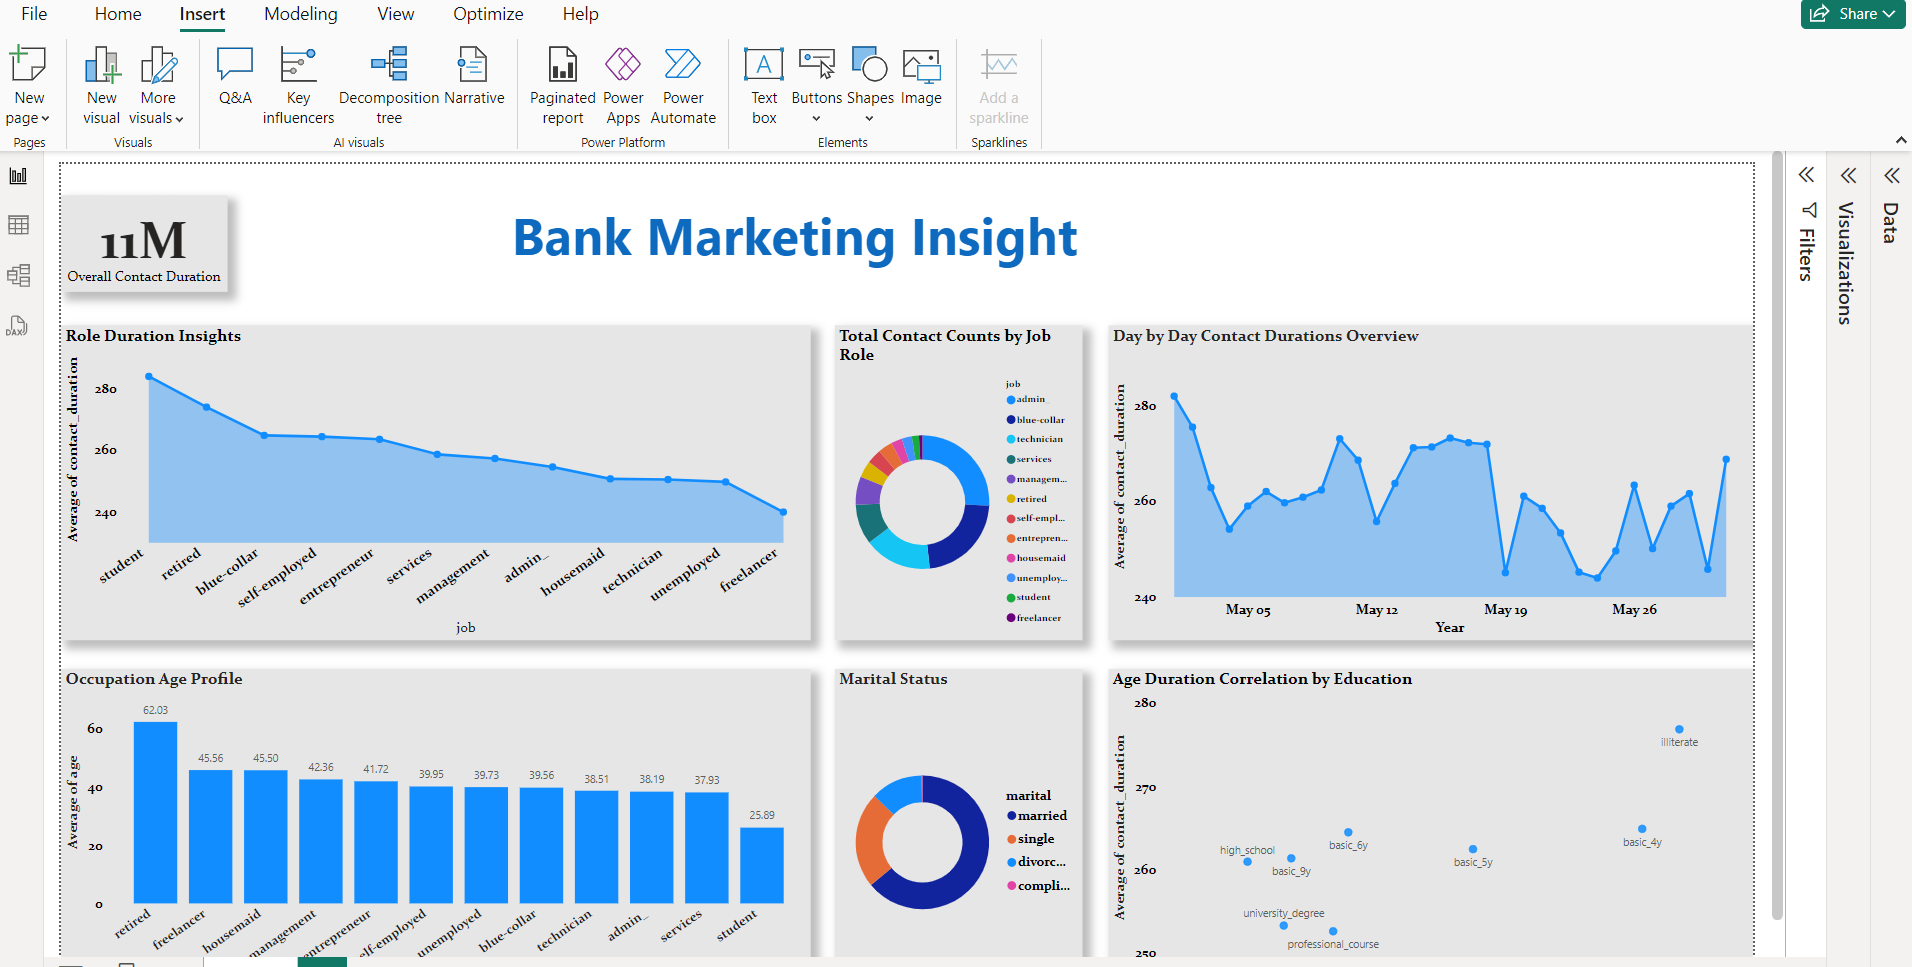 File Home Insert Modeling View Optimize Help
Share
New page
New visual
More visuals
Q&A
Key influencers
Decomposition tree
Narrative
Paginated report
Power Apps
Power Automate
Text box
Buttons
Shapes
Image
Add a sparkline
Pages
Visuals
AI visuals
Power Platform
Elements
Sparklines
DAX
Filters
Visualizations
Data
11M
Overall Contact Duration
Bank Marketing Insight
Role Duration Insights
Average of contact_duration
280
260
240
student
retired
blue-collar
self-employed
entrepreneur
services
management
admin_
housemaid
technician
unemployed
freelancer
job
Total Contact Counts by Job
Role
job
admin_
blue-collar
technician
services
managem...
retired
self-empl...
entrepren...
housemaid
unemploy...
student
freelancer
Day by Day Contact Durations Overview
Average of contact_duration
280
260
240
May 05 May 12 May 19 May 26
Year
Occupation Age Profile
Average of age
60
40
20
0
62.03
45.56
45.50
42.36
41.72
39.95
39.73
39.56
38.51
38.19
37.93
25.89
retired
freelancer
housemaid
management
entrepreneur
self-employed
unemployed
blue-collar
technician
admin_
services
student
Marital Status
marital
married
single
divorc...
compli...
Age Duration Correlation by Education
Average of contact_duration
280
270
260
250
illiterate
basic_4y
basic_6y
high_school
basic_9y
basic_5y
university_degree
professional_course